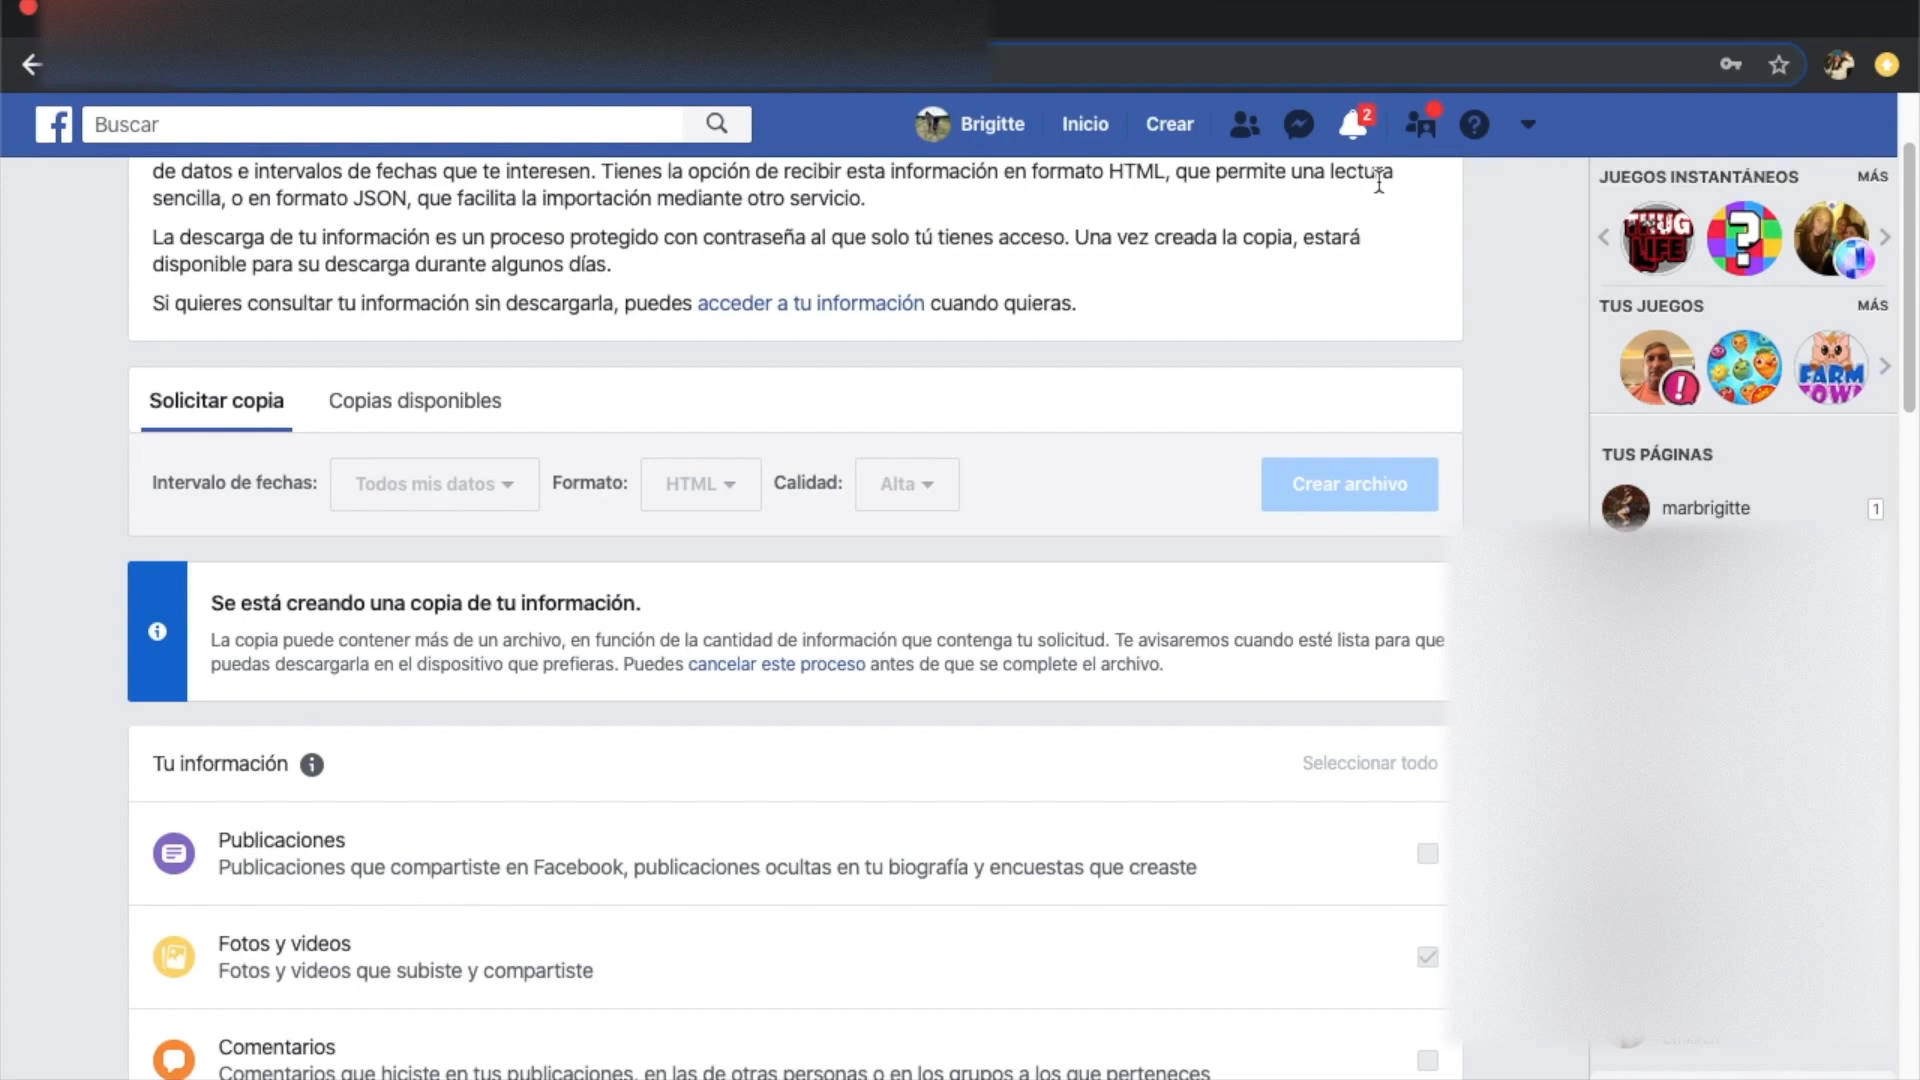 Buscar
Brigitte
Inicio
Crear
2
de datos e intervalos de fechas que te interesen. Tienes la opción de recibir esta información en formato HTML, que permite una lectura
sencilla, o en formato JSON, que facilita la importación mediante otro servicio.
La descarga de tu información es un proceso protegido con contraseña al que solo tú tienes acceso. Una vez creada la copia, estará
disponible para su descarga durante algunos días.
Si quieres consultar tu información sin descargarla, puedes acceder a tu información cuando quieras.
Solicitar copia
Copias disponibles
Intervalo de fechas:
Todos mis datos
Formato:
HTML
Calidad:
Alta
Crear archivo
Se está creando una copia de tu información.
La copia puede contener más de un archivo, en función de la cantidad de información que contenga tu solicitud. Te avisaremos cuando esté lista para que
puedas descargarla en el dispositivo que prefieras. Puedes cancelar este proceso antes de que se complete el archivo.
Tu información
Seleccionar todo
Publicaciones
Publicaciones que compartiste en Facebook, publicaciones ocultas en tu biografía y encuestas que creaste
Fotos y videos
Fotos y videos que subiste y compartiste
Comentarios
Comentarios que hiciste en tus publicaciones, en las de otras personas o en los grupos a los que perteneces
JUEGOS INSTANTÁNEOS
MÁS
THUG
LIFE
?
TUS JUEGOS
MÁS
FARM
TOWN
TUS PÁGINAS
marbrigitte
1